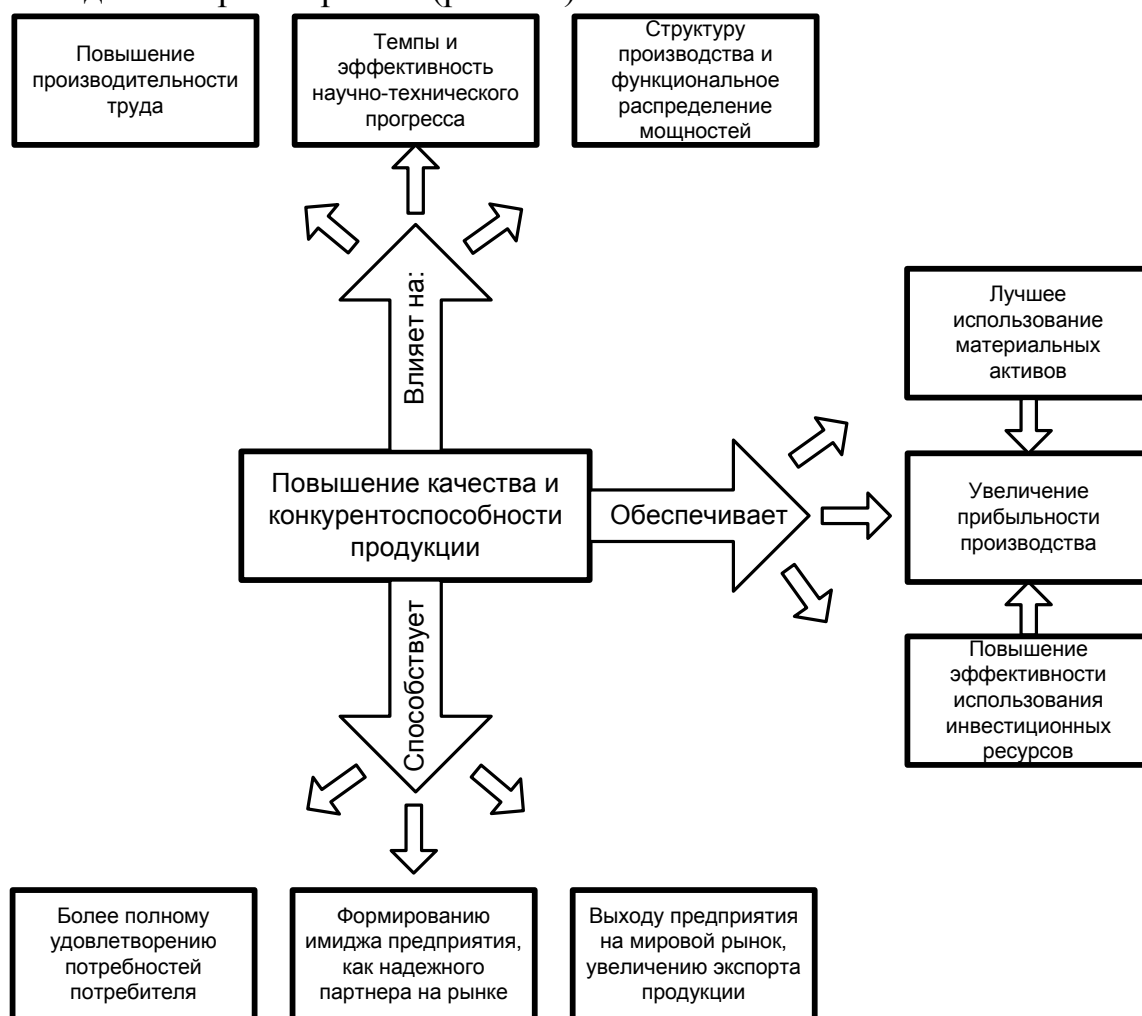 Повышение
производительности
труда
Темпы и
эффективность
научно-технического
прогресса
Структуру
производства и
функциональное
распределение
мощностей
Влияет на:
Лучшее
использование
материальных
активов
Повышение качества и
конкурентоспособности
продукции
Обеспечивает
Увеличение
прибыльности
производства
Повышение
эффективности
использования
инвестиционных
ресурсов
Способствует
Более полному
удовлетворению
потребностей
потребителя
Формированию
имиджа предприятия,
как надежного
партнера на рынке
Выходу предприятия
на мировой рынок,
увеличению экспорта
продукции